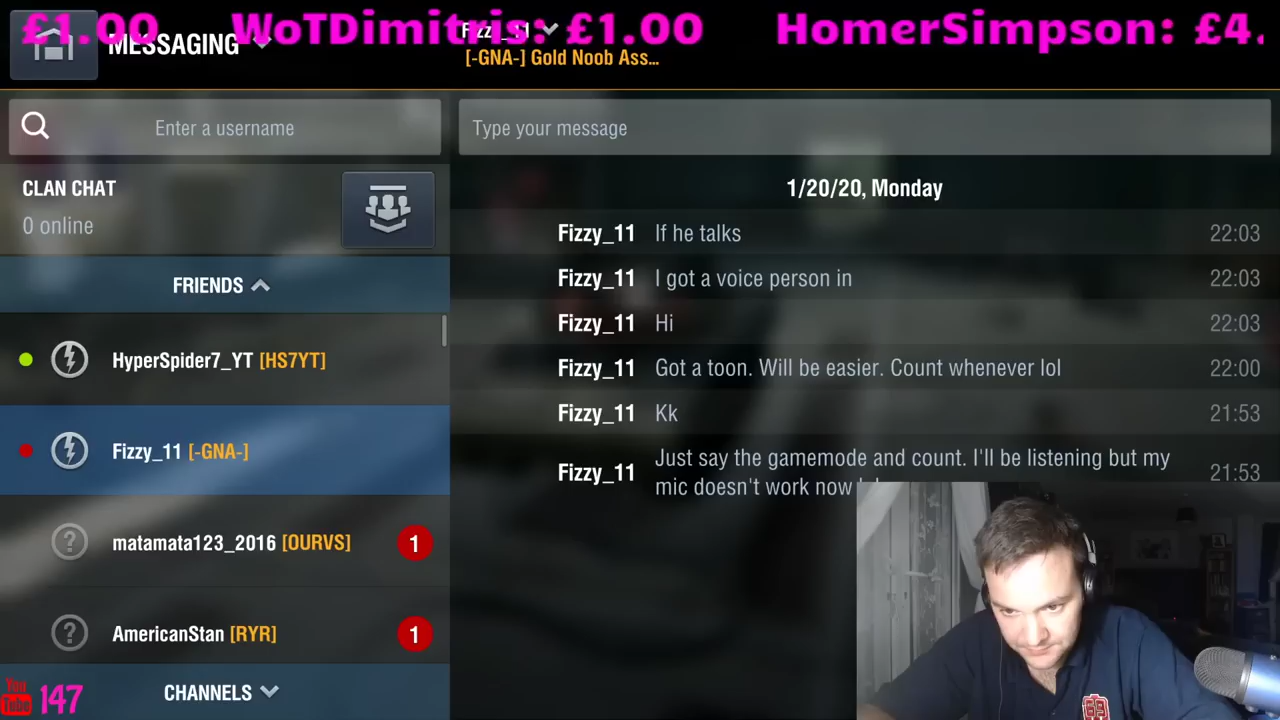 £1.00 WoTDimitris: £1.00 HomerSimpson: £4.
MESSAGING
Fizzy_11
[-GNA-] Gold Noob Ass...
Enter a username
Type your message
CLAN CHAT
0 online
FRIENDS
HyperSpider7_YT [HS7YT]
Fizzy_11 [-GNA-]
matamata123_2016 [OURVS] 1
AmericanStan [RYR] 1
CHANNELS
You Tube 147
1/20/20, Monday
Fizzy_11 If he talks 22:03
Fizzy_11 I got a voice person in 22:03
Fizzy_11 Hi 22:03
Fizzy_11 Got a toon. Will be easier. Count whenever lol 22:00
Fizzy_11 Kk 21:53
Just say the gamemode and count. I'll be listening but my
Fizzy_11 21:53
mic doesn't work now
69